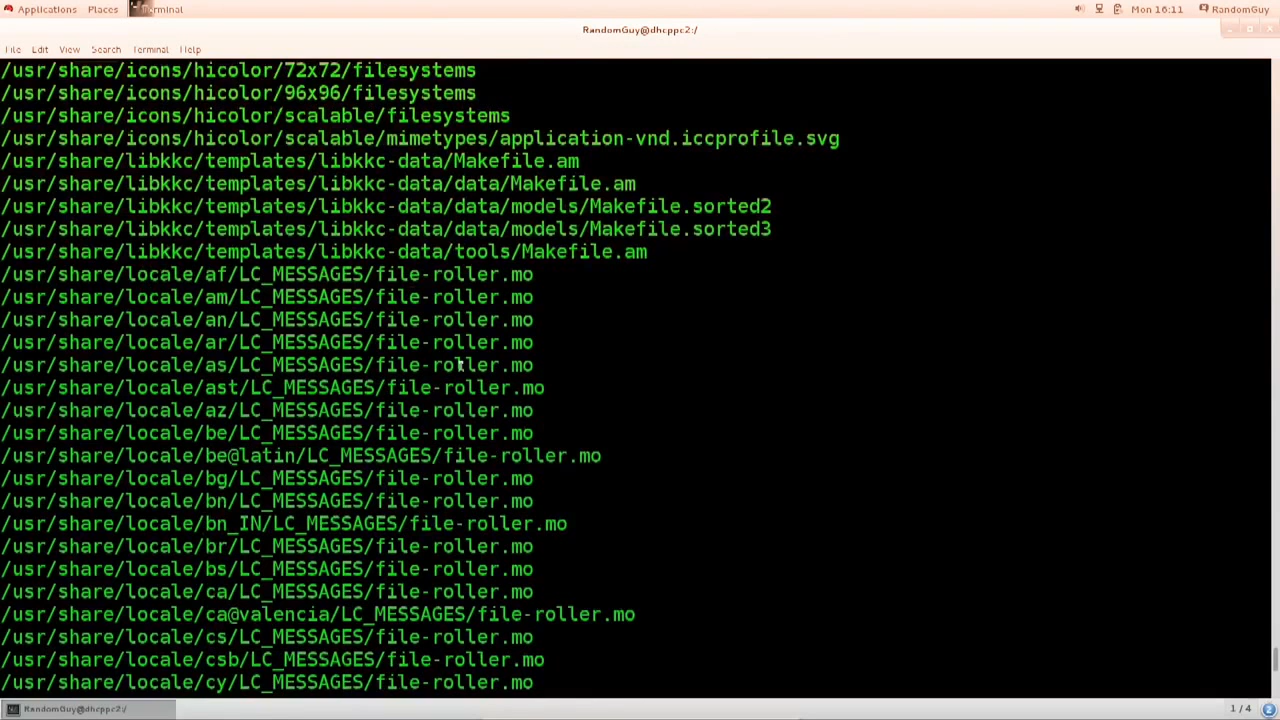 Applications Places Terminal Mon 16:11 RandomGuy
RandomGuy@dhcppc2:/
File Edit View Search Terminal Help
/usr/share/icons/hicolor/72x72/filesystems
/usr/share/icons/hicolor/96x96/filesystems
/usr/share/icons/hicolor/scalable/filesystems
/usr/share/icons/hicolor/scalable/mimetypes/application-vnd.iccprofile.svg
/usr/share/libkkc/templates/libkkc-data/Makefile.am
/usr/share/libkkc/templates/libkkc-data/data/Makefile.am
/usr/share/libkkc/templates/libkkc-data/data/models/Makefile.sorted2
/usr/share/libkkc/templates/libkkc-data/data/models/Makefile.sorted3
/usr/share/libkkc/templates/libkkc-data/tools/Makefile.am
/usr/share/locale/af/LC_MESSAGES/file-roller.mo
/usr/share/locale/am/LC_MESSAGES/file-roller.mo
/usr/share/locale/an/LC_MESSAGES/file-roller.mo
/usr/share/locale/ar/LC_MESSAGES/file-roller.mo
/usr/share/locale/as/LC_MESSAGES/file-roller.mo
/usr/share/locale/ast/LC_MESSAGES/file-roller.mo
/usr/share/locale/az/LC_MESSAGES/file-roller.mo
/usr/share/locale/be/LC_MESSAGES/file-roller.mo
/usr/share/locale/be@latin/LC_MESSAGES/file-roller.mo
/usr/share/locale/bg/LC_MESSAGES/file-roller.mo
/usr/share/locale/bn/LC_MESSAGES/file-roller.mo
/usr/share/locale/bn_IN/LC_MESSAGES/file-roller.mo
/usr/share/locale/br/LC_MESSAGES/file-roller.mo
/usr/share/locale/bs/LC_MESSAGES/file-roller.mo
/usr/share/locale/ca/LC_MESSAGES/file-roller.mo
/usr/share/locale/ca@valencia/LC_MESSAGES/file-roller.mo
/usr/share/locale/cs/LC_MESSAGES/file-roller.mo
/usr/share/locale/csb/LC_MESSAGES/file-roller.mo
/usr/share/locale/cy/LC_MESSAGES/file-roller.mo
RandomGuy@dhcppc2:/ 1 / 4 2